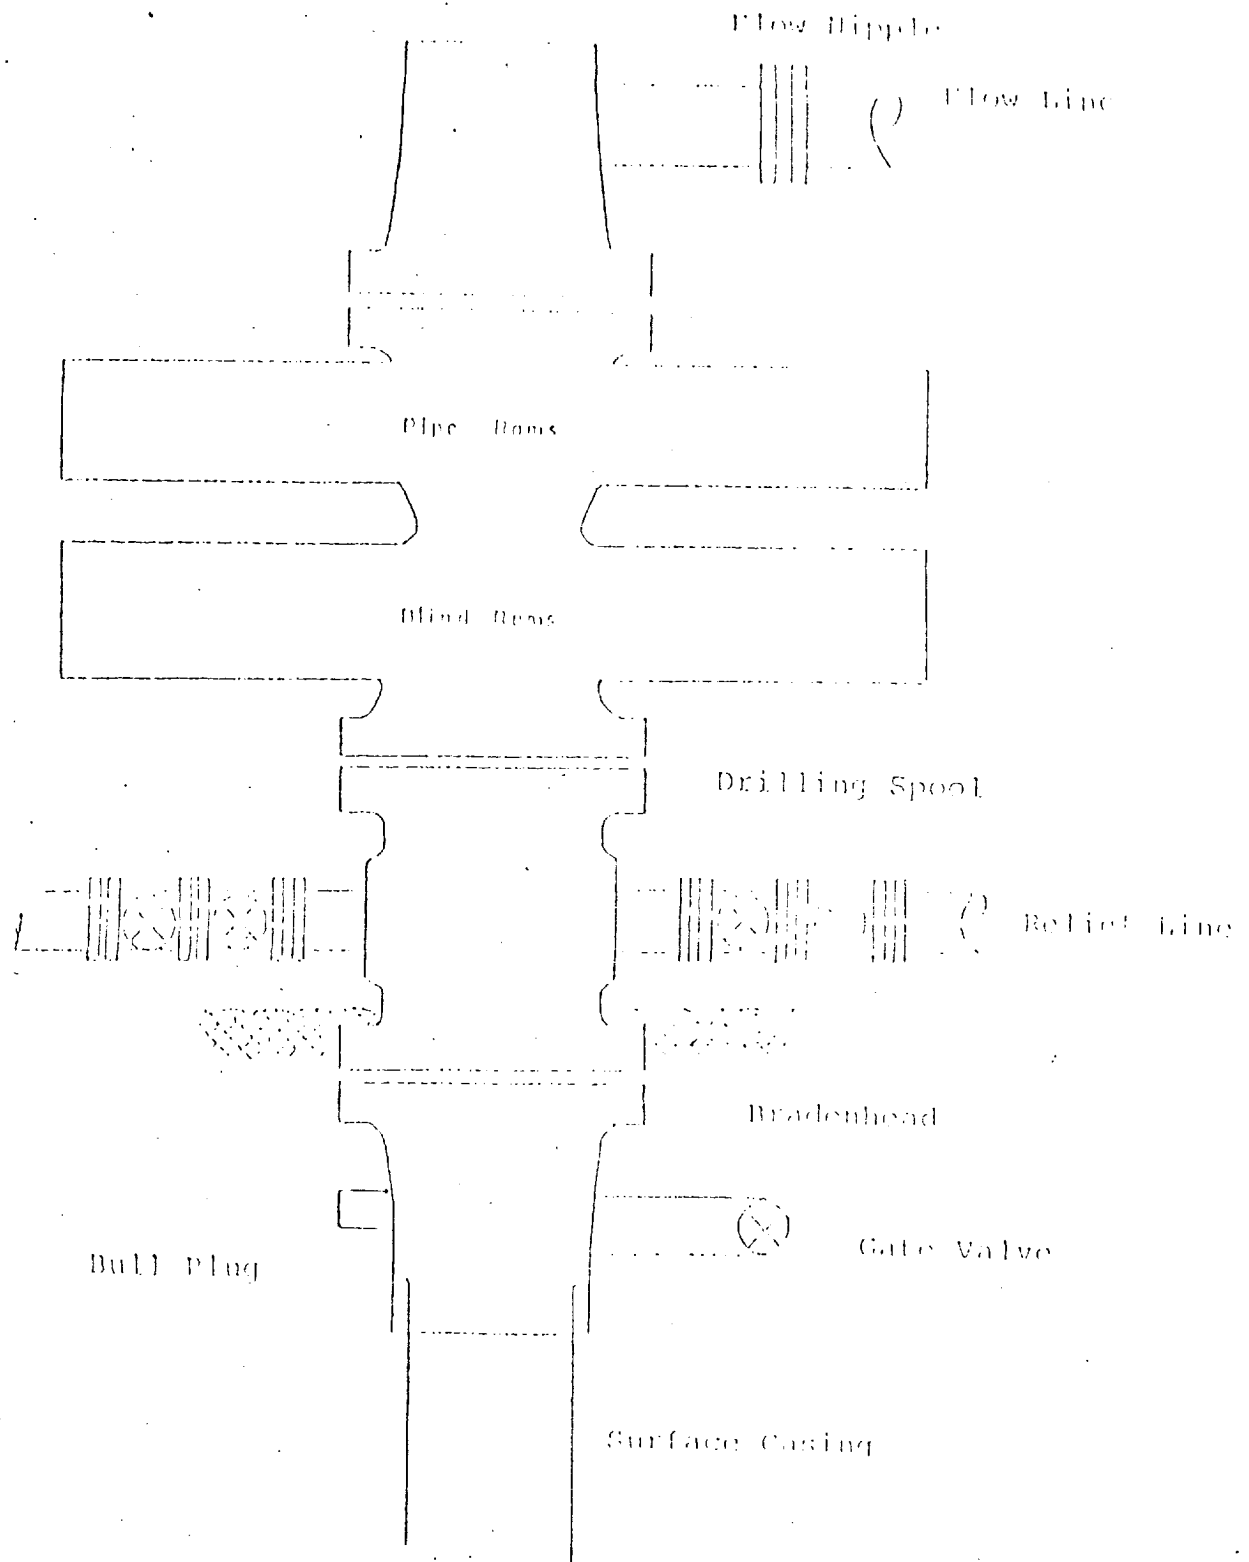 Flow Nipple
Flow Line
Pipe Rams
Blind Rams
Drilling Spool
Relief Line
Bradenhead
Gate Valve
Bull Plug
Surface Casing